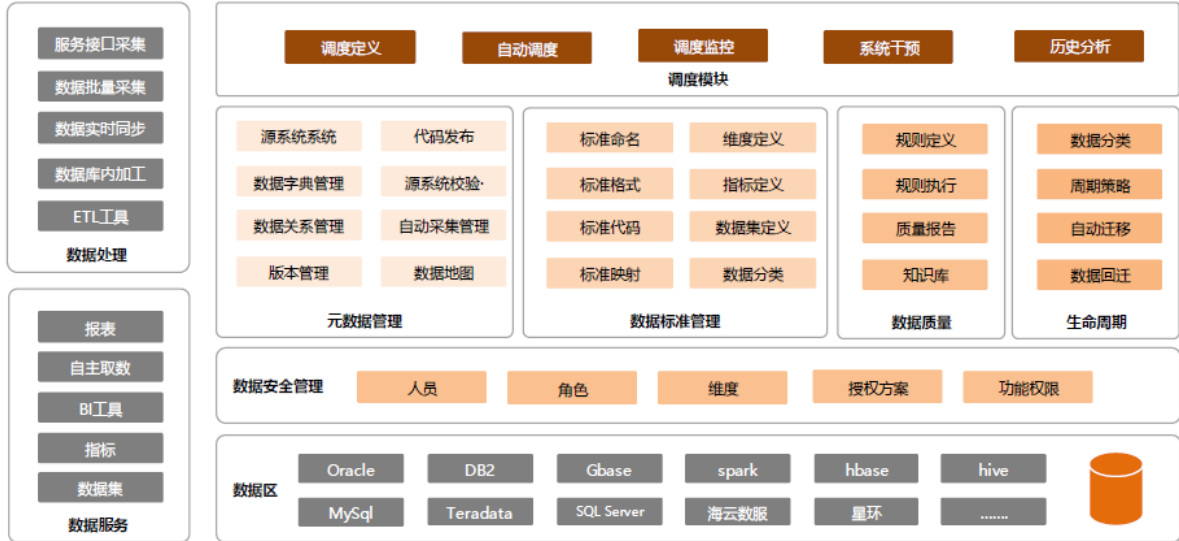 服务接口采集
数据批量采集
数据实时同步
数据库内加工
ETL工具
数据处理
报表
自主取数
BI工具
指标
数据集
数据服务
调度定义
自动调度
调度监控
系统干预
历史分析
调度模块
源系统系统
代码发布
数据字典管理
源系统校验·
数据关系管理
自动采集管理
版本管理
数据地图
元数据管理
标准命名
维度定义
标准格式
指标定义
标准代码
数据集定义
标准映射
数据分类
数据标准管理
规则定义
规则执行
质量报告
知识库
数据质量
数据分类
周期策略
自动迁移
数据回迁
生命周期
数据安全管理
人员
角色
维度
授权方案
功能权限
数据区
Oracle
DB2
Gbase
spark
hbase
hive
MySql
Teradata
SQL Server
海云数服
星环
.......